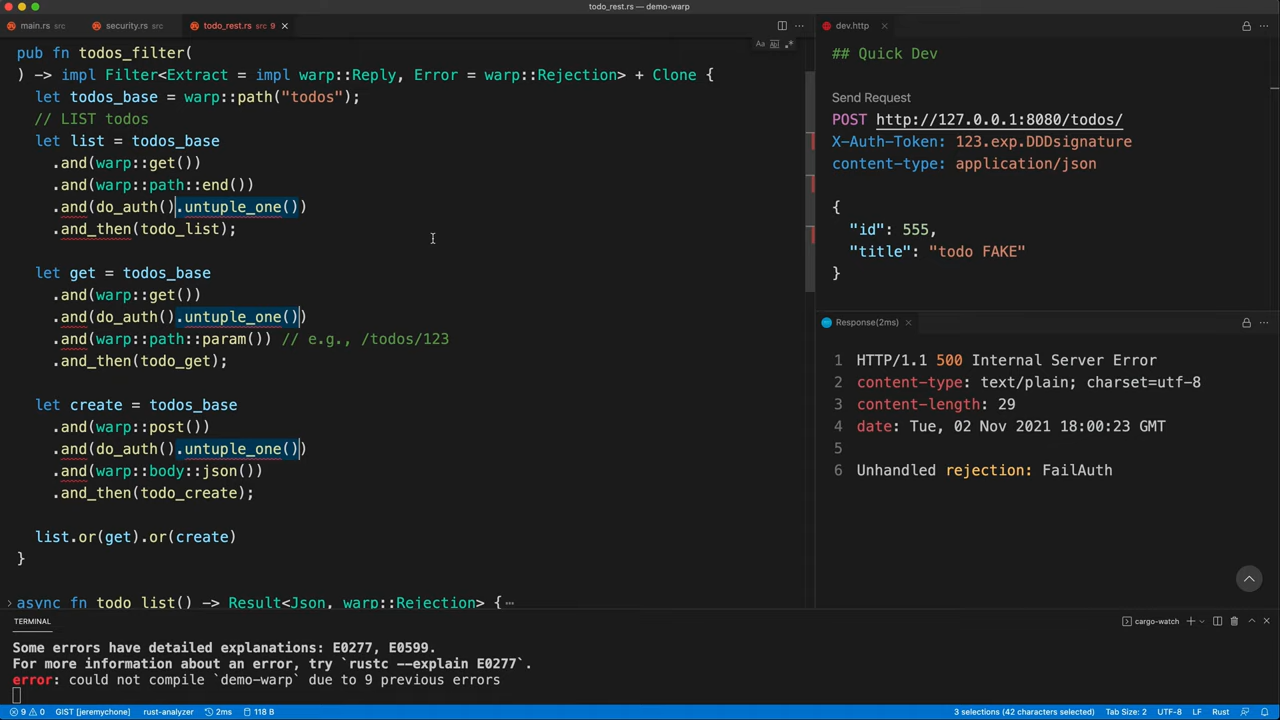 todo_rest.rs — demo-warp
main.rs src
security.rs src
todo_rest.rs src 9
dev.http
Aa ab .*
pub fn todos_filter(
) -> impl Filter<Extract = impl warp::Reply, Error = warp::Rejection> + Clone {
let todos_base = warp::path("todos");
// LIST todos
let list = todos_base
.and(warp::get())
.and(warp::path::end())
.and(do_auth().untuple_one())
.and_then(todo_list);
let get = todos_base
.and(warp::get())
.and(do_auth().untuple_one())
.and(warp::path::param()) // e.g., /todos/123
.and_then(todo_get);
let create = todos_base
.and(warp::post())
.and(do_auth().untuple_one())
.and(warp::body::json())
.and_then(todo_create);
list.or(get).or(create)
}
async fn todo_list() -> Result<Json, warp::Rejection> {
## Quick Dev
Send Request
POST http://127.0.0.1:8080/todos/
X-Auth-Token: 123.exp.DDDsignature
content-type: application/json
{
"id": 555,
"title": "todo FAKE"
}
Response(2ms)
1 HTTP/1.1 500 Internal Server Error
2 content-type: text/plain; charset=utf-8
3 content-length: 29
4 date: Tue, 02 Nov 2021 18:00:23 GMT
5
6 Unhandled rejection: FailAuth
TERMINAL
cargo-watch
Some errors have detailed explanations: E0277, E0599.
For more information about an error, try `rustc --explain E0277`.
error: could not compile `demo-warp` due to 9 previous errors
9 0 GIST [jeremychone] rust-analyzer 2ms 118 B
3 selections (42 characters selected) Tab Size: 2 UTF-8 LF Rust